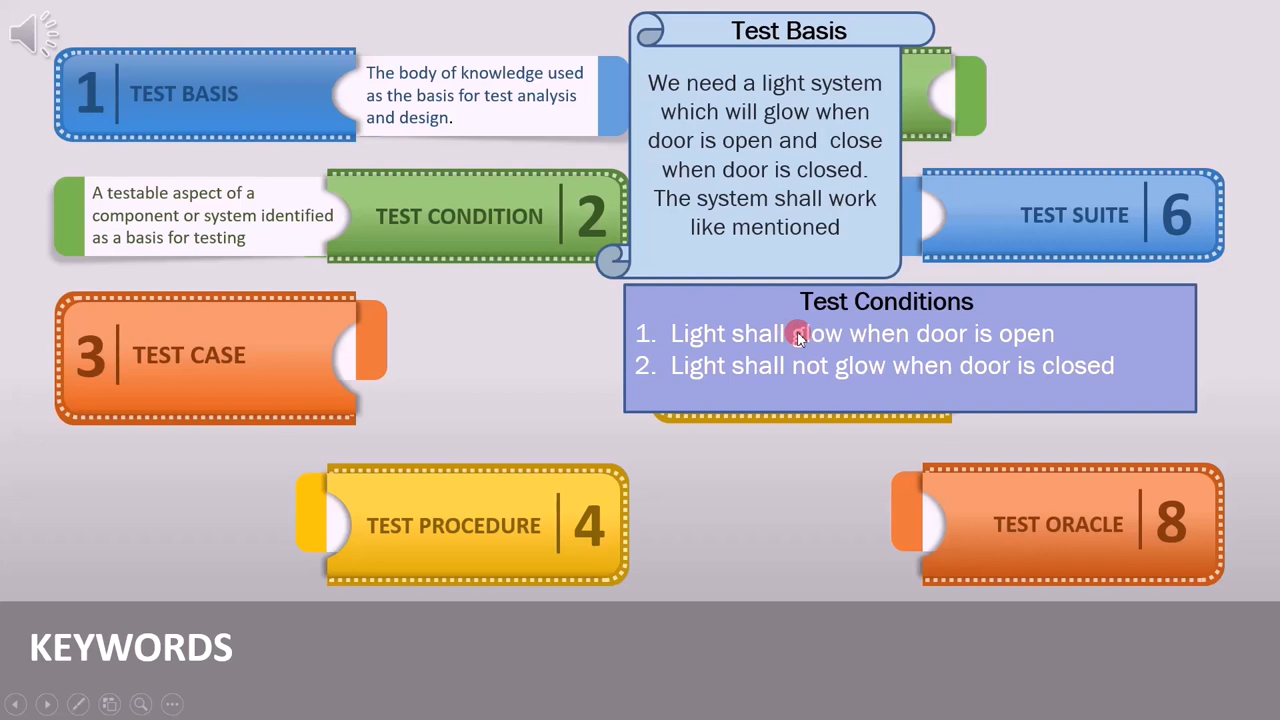 1 TEST BASIS
The body of knowledge used
as the basis for test analysis
and design.
Test Basis
We need a light system
which will glow when
door is open and close
when door is closed.
The system shall work
like mentioned
A testable aspect of a
component or system identified
as a basis for testing
TEST CONDITION 2
TEST SUITE 6
Test Conditions
1. Light shall glow when door is open
2. Light shall not glow when door is closed
3 TEST CASE
TEST PROCEDURE 4
TEST ORACLE 8
KEYWORDS